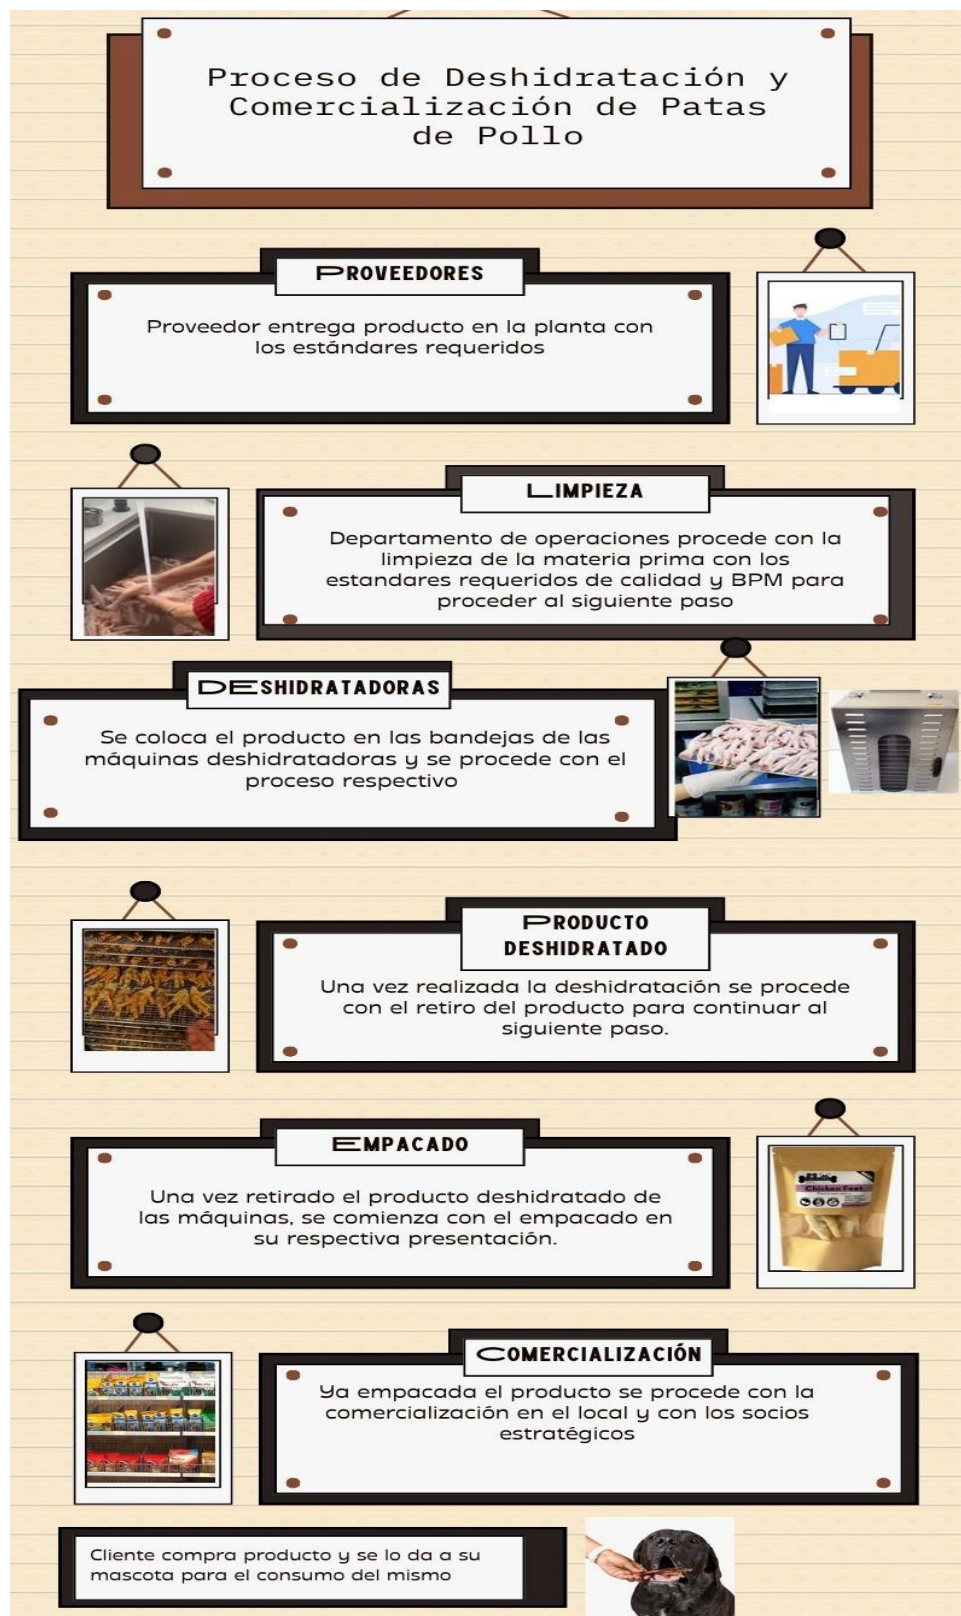 Proceso de Deshidratación y
Comercialización de Patas
de Pollo
PROVEEDORES
Proveedor entrega producto en la planta con
los estándares requeridos
LIMPIEZA
Departamento de operaciones procede con la
limpieza de la materia prima con los
estandares requeridos de calidad y BPM para
proceder al siguiente paso
DESHIDRATADORAS
Se coloca el producto en las bandejas de las
máquinas deshidratadoras y se procede con el
proceso respectivo
PRODUCTO
DESHIDRATADO
Una vez realizada la deshidratación se procede
con el retiro del producto para continuar al
siguiente paso.
EMPACADO
Una vez retirado el producto deshidratado de
las máquinas, se comienza con el empacado en
su respectiva presentación.
Chicken Feet
COMERCIALIZACIÓN
Ya empacada el producto se procede con la
comercialización en el local y con los socios
estratégicos
Cliente compra producto y se lo da a su
mascota para el consumo del mismo